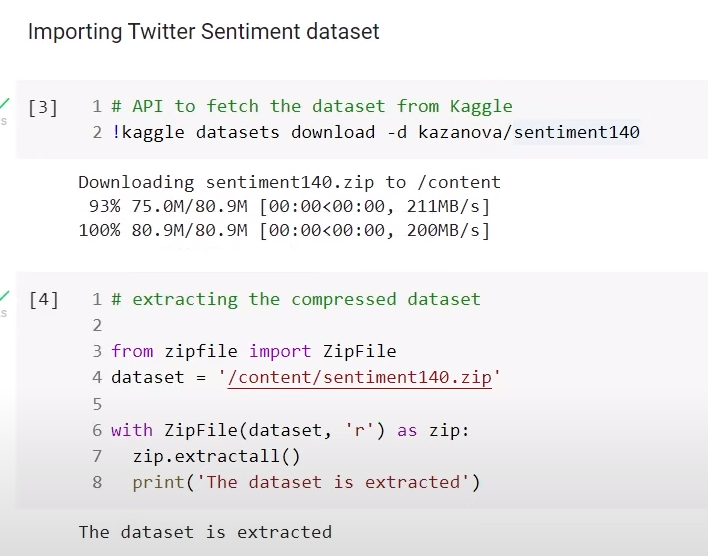 Importing Twitter Sentiment dataset
[3] 1 # API to fetch the dataset from Kaggle
2 !kaggle datasets download -d kazanova/sentiment140
s
Downloading sentiment140.zip to /content
93% 75.0M/80.9M [00:00<00:00, 211MB/s]
100% 80.9M/80.9M [00:00<00:00, 200MB/s]
[4] 1 # extracting the compressed dataset
s
2
3 from zipfile import ZipFile
4 dataset = '/content/sentiment140.zip'
5
6 with ZipFile(dataset, 'r') as zip:
7 zip.extractall()
8 print('The dataset is extracted')
The dataset is extracted